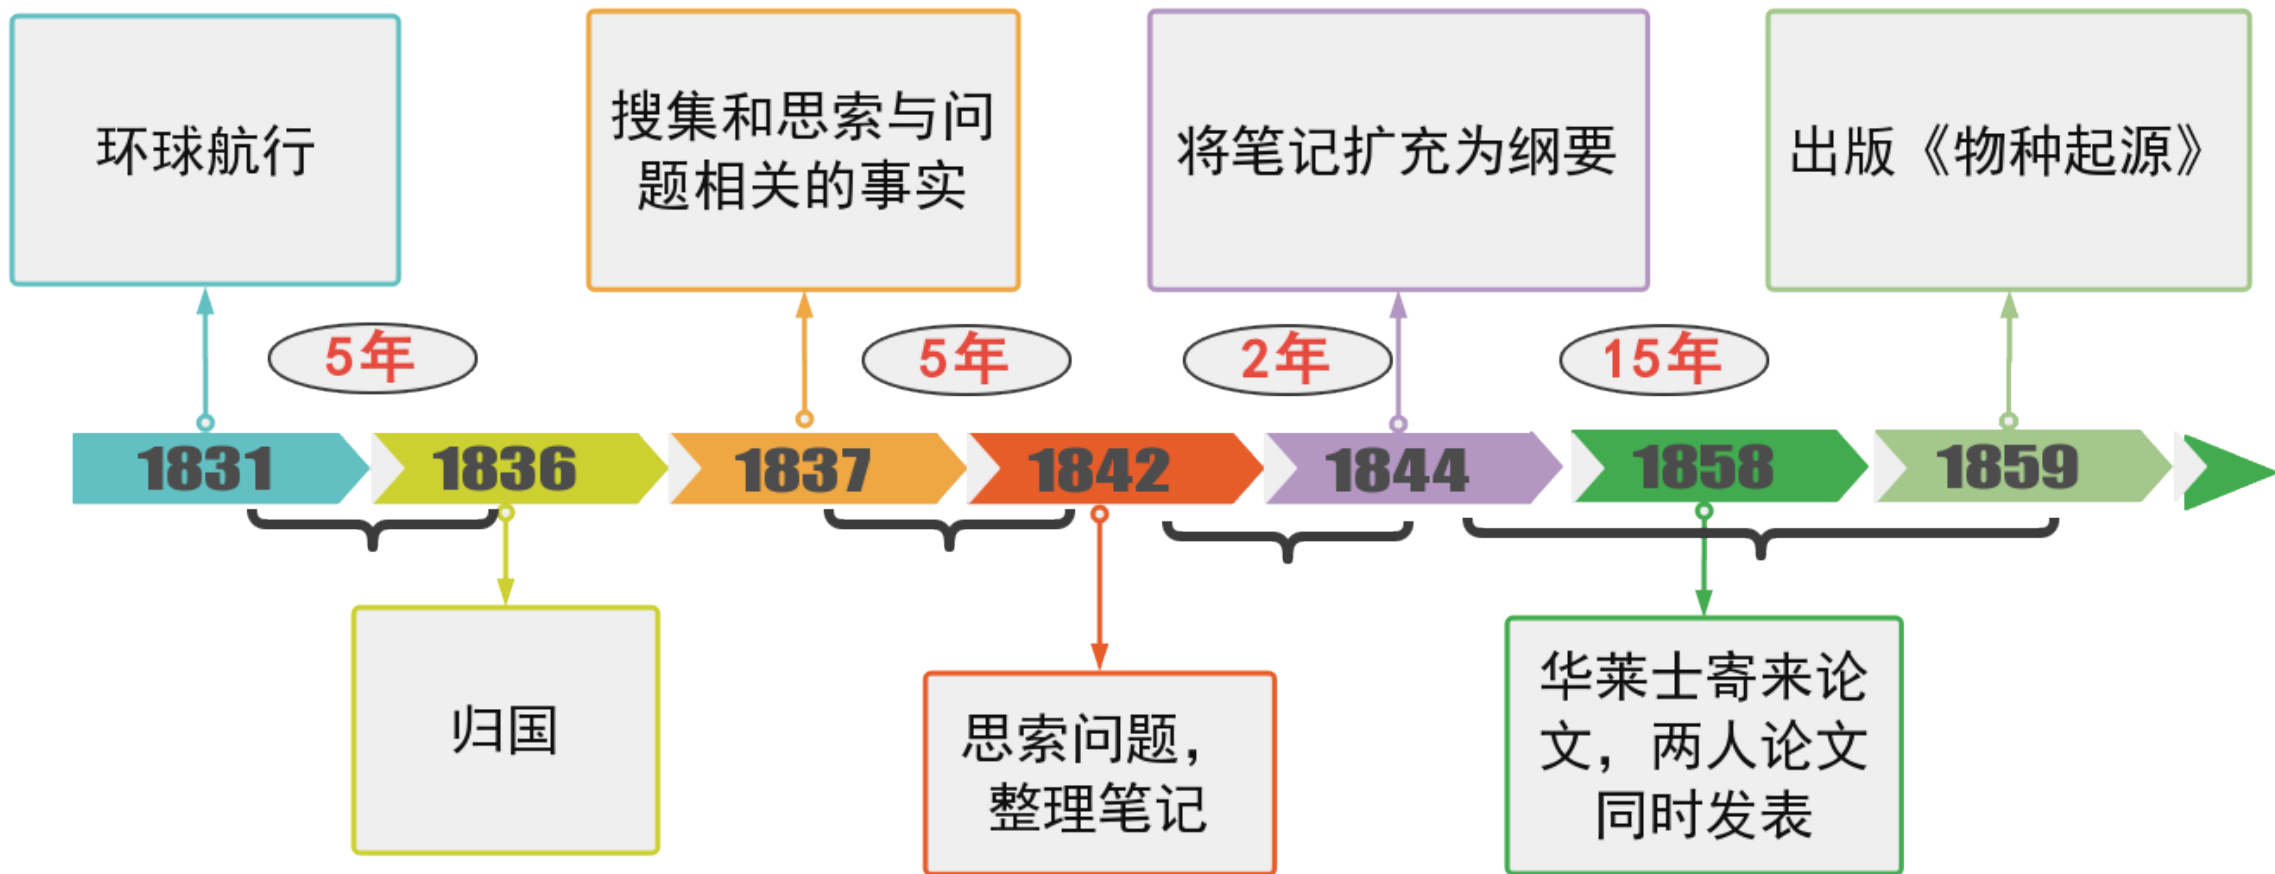 环球航行
搜集和思索与问
题相关的事实
将笔记扩充为纲要
出版《物种起源》
5年
5年
2年
15年
1831
1836
1837
1842
1844
1858
1859
归国
思索问题，
整理笔记
华莱士寄来论
文，两人论文
同时发表